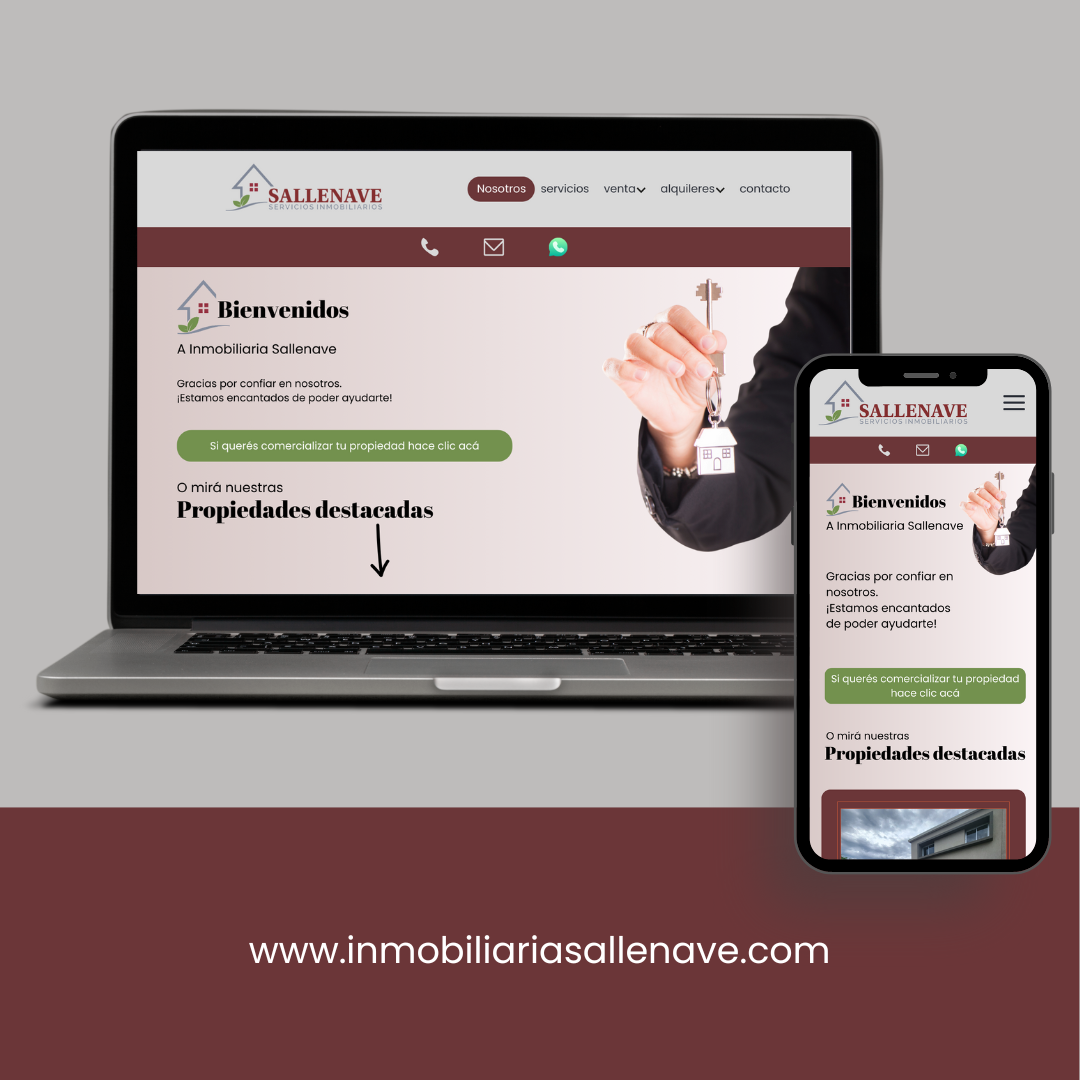 SALLENAVE
SERVICIOS INMOBILIARIOS
Nosotros servicios venta alquileres contacto
Bienvenidos
A Inmobiliaria Sallenave
Gracias por confiar en nosotros.
¡Estamos encantados de poder ayudarte!
Si querés comercializar tu propiedad hace clic acá
O mirá nuestras
Propiedades destacadas
SALLENAVE
SERVICIOS INMOBILIARIOS
Bienvenidos
A Inmobiliaria Sallenave
Gracias por confiar en
nosotros.
¡Estamos encantados
de poder ayudarte!
Si querés comercializar tu propiedad
hace clic acá
O mirá nuestras
Propiedades destacadas
www.inmobiliariasallenave.com